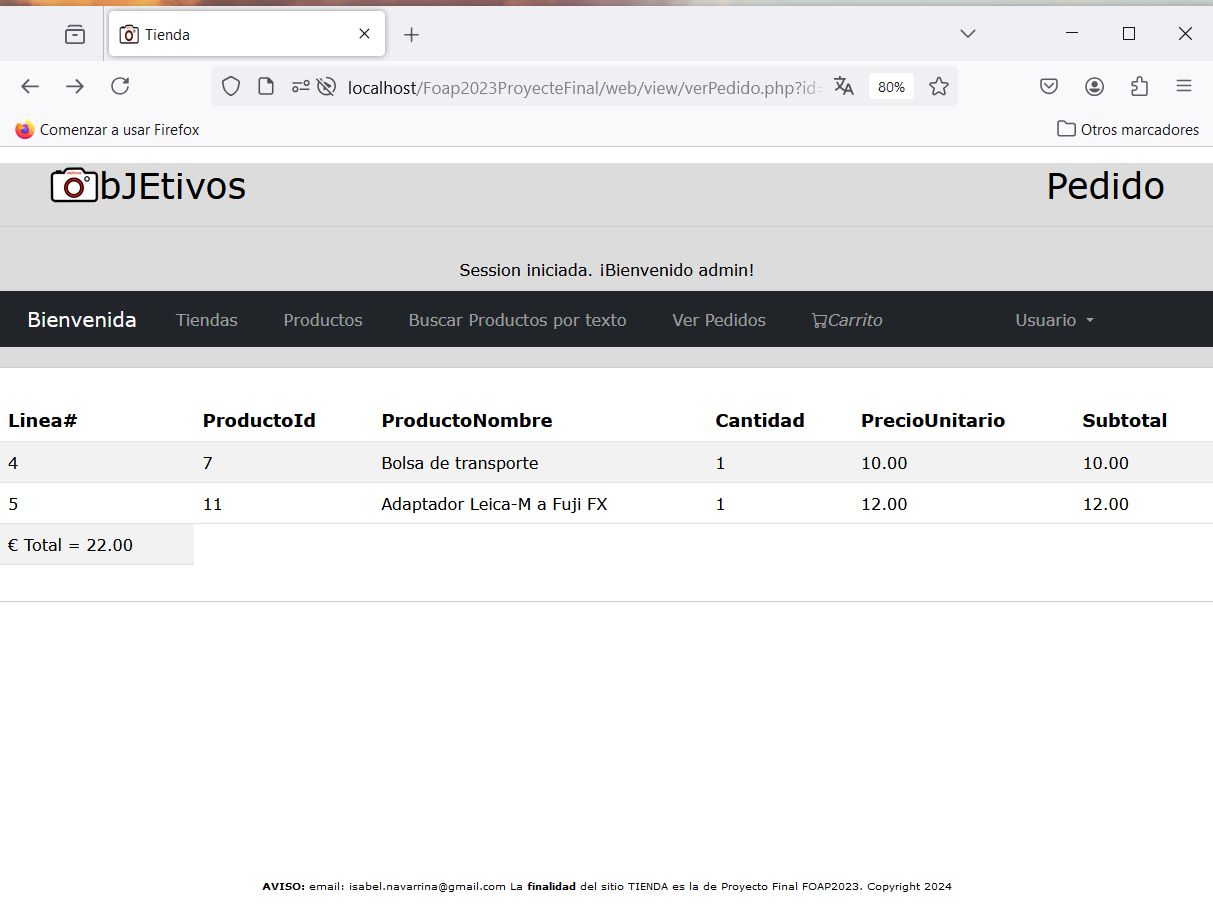 Tienda
localhost/Foap2023ProyecteFinal/web/view/verPedido.php?id=
80%
Comenzar a usar Firefox
Otros marcadores
bJEtivos
Pedido
Session iniciada. ¡Bienvenido admin!
Bienvenida Tiendas Productos Buscar Productos por texto Ver Pedidos Carrito Usuario
Linea# ProductoId ProductoNombre Cantidad PrecioUnitario Subtotal
4 7 Bolsa de transporte 1 10.00 10.00
5 11 Adaptador Leica-M a Fuji FX 1 12.00 12.00
€ Total = 22.00
AVISO: email: isabel.navarrina@gmail.com La finalidad del sitio TIENDA es la de Proyecto Final FOAP2023. Copyright 2024